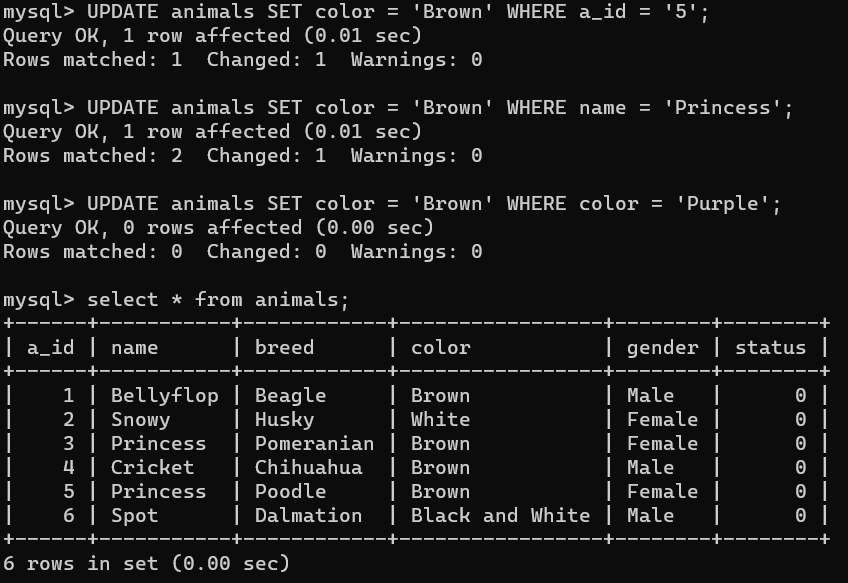 mysql> UPDATE animals SET color = 'Brown' WHERE a_id = '5';
Query OK, 1 row affected (0.01 sec)
Rows matched: 1  Changed: 1  Warnings: 0

mysql> UPDATE animals SET color = 'Brown' WHERE name = 'Princess';
Query OK, 1 row affected (0.01 sec)
Rows matched: 2  Changed: 1  Warnings: 0

mysql> UPDATE animals SET color = 'Brown' WHERE color = 'Purple';
Query OK, 0 rows affected (0.00 sec)
Rows matched: 0  Changed: 0  Warnings: 0

mysql> select * from animals;
+------+-----------+------------+-----------------+--------+--------+
| a_id | name      | breed      | color           | gender | status |
+------+-----------+------------+-----------------+--------+--------+
|    1 | Bellyflop | Beagle     | Brown           | Male   |      0 |
|    2 | Snowy     | Husky      | White           | Female |      0 |
|    3 | Princess  | Pomeranian | Brown           | Female |      0 |
|    4 | Cricket   | Chihuahua  | Brown           | Male   |      0 |
|    5 | Princess  | Poodle     | Brown           | Female |      0 |
|    6 | Spot      | Dalmation  | Black and White | Male   |      0 |
+------+-----------+------------+-----------------+--------+--------+
6 rows in set (0.00 sec)